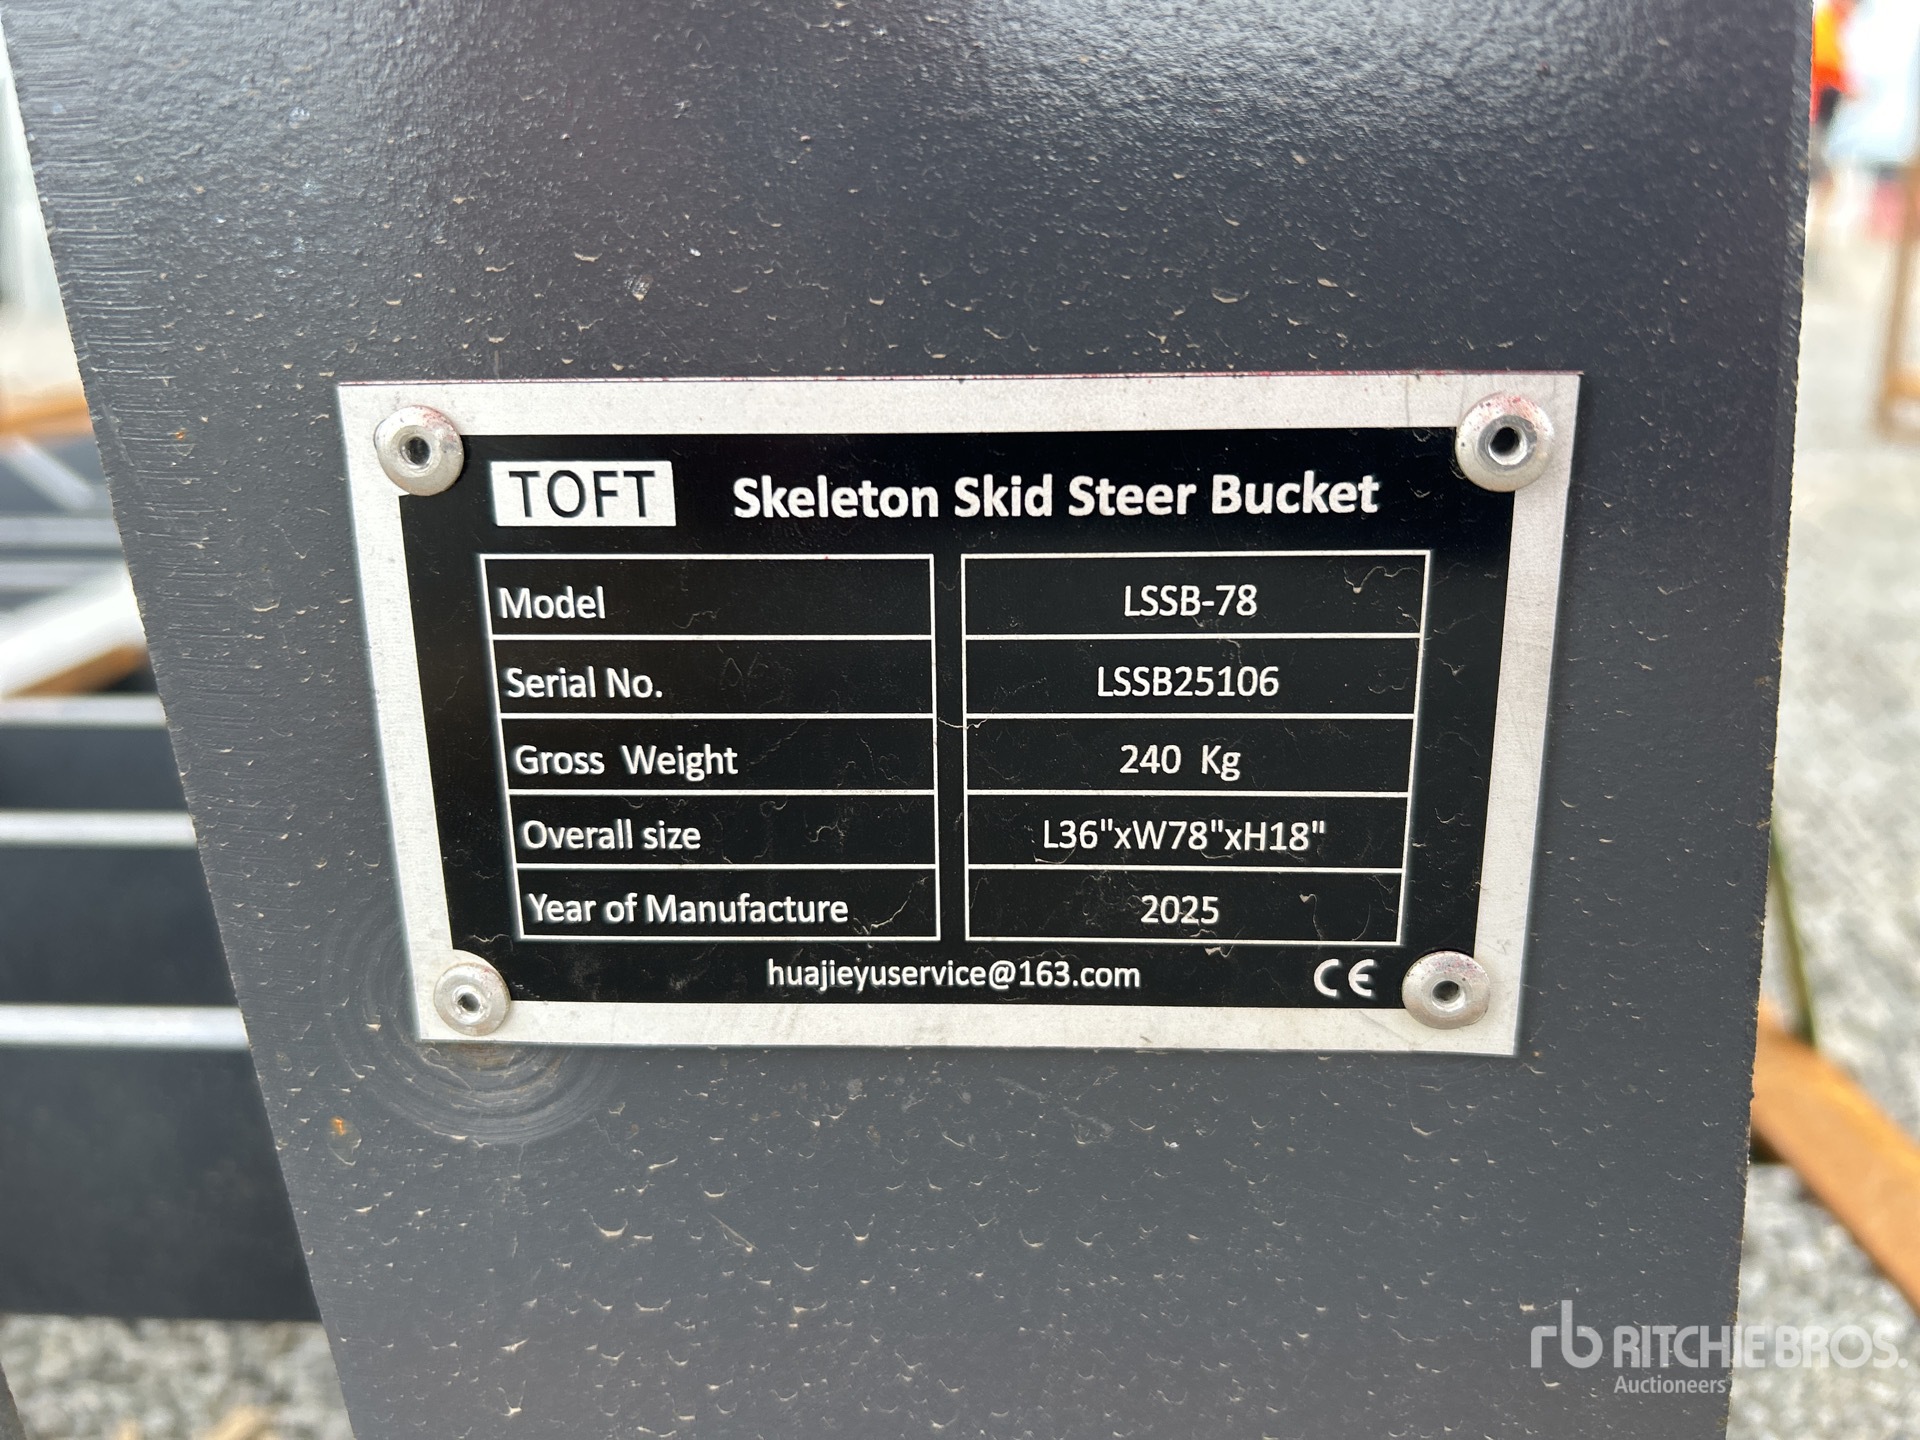 TOFT Skeleton Skid Steer Bucket
Model LSSB-78
Serial No. LSSB25106
Gross Weight 240 Kg
Overall size L36"xW78"xH18"
Year of Manufacture 2025
huajieyuservice@163.com CE
rb RITCHIE BROS.
Auctioneers